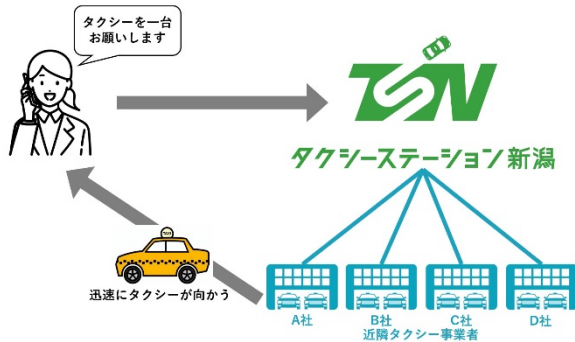 タクシーを一台
お願いします
TSN
タクシーステーション新潟
迅速にタクシーが向かう
A社
B社
C社
D社
近隣タクシー事業者